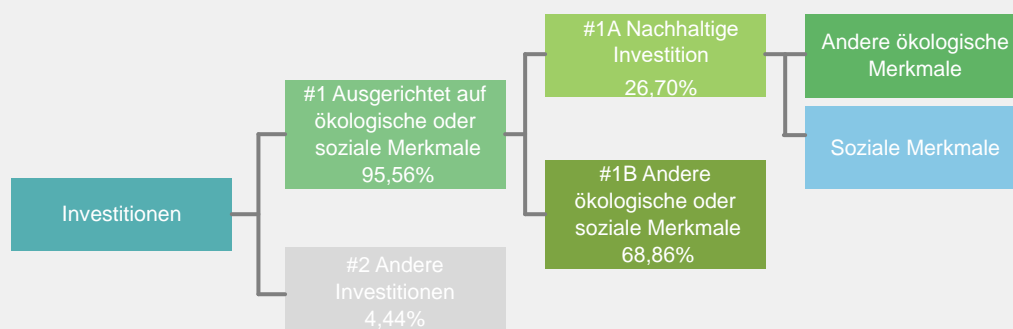 Investitionen
#1 Ausgerichtet auf
ökologische oder
soziale Merkmale
95,56%
#2 Andere
Investitionen
4,44%
#1A Nachhaltige
Investition
26,70%
#1B Andere
ökologische oder
soziale Merkmale
68,86%
Andere ökologische
Merkmale
Soziale Merkmale